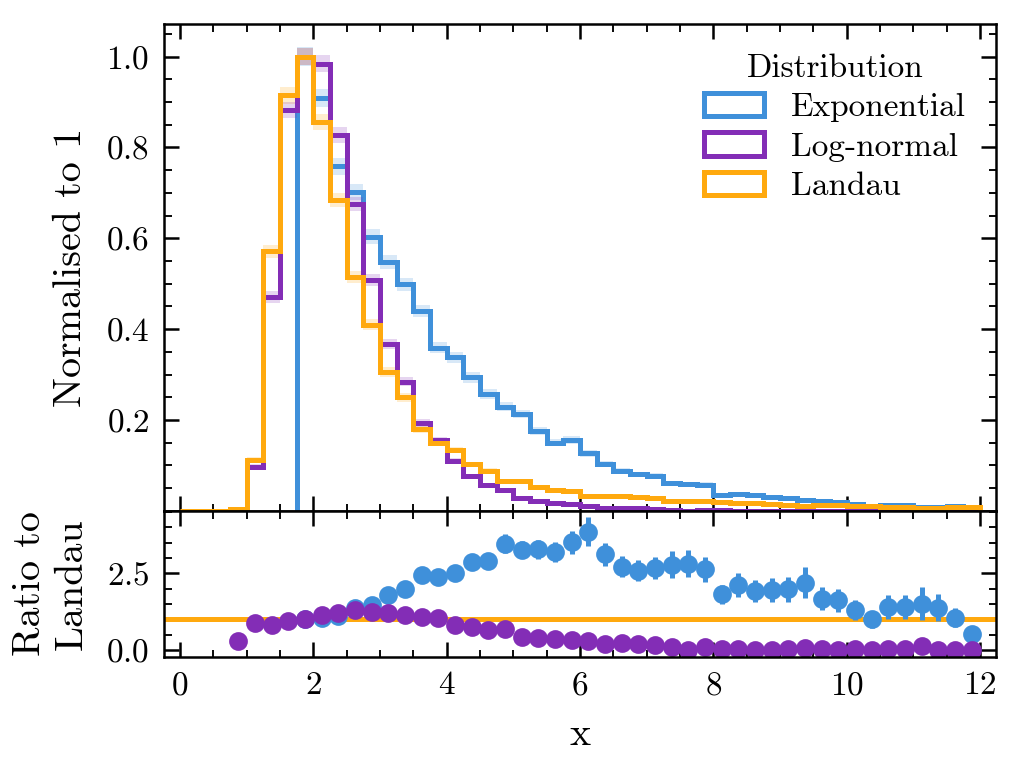 Normalised to 1
1.0
0.8
0.6
0.4
0.2
Distribution
Exponential
Log-normal
Landau
Ratio to
Landau
2.5
0.0
0 2 4 6 8 10 12
x